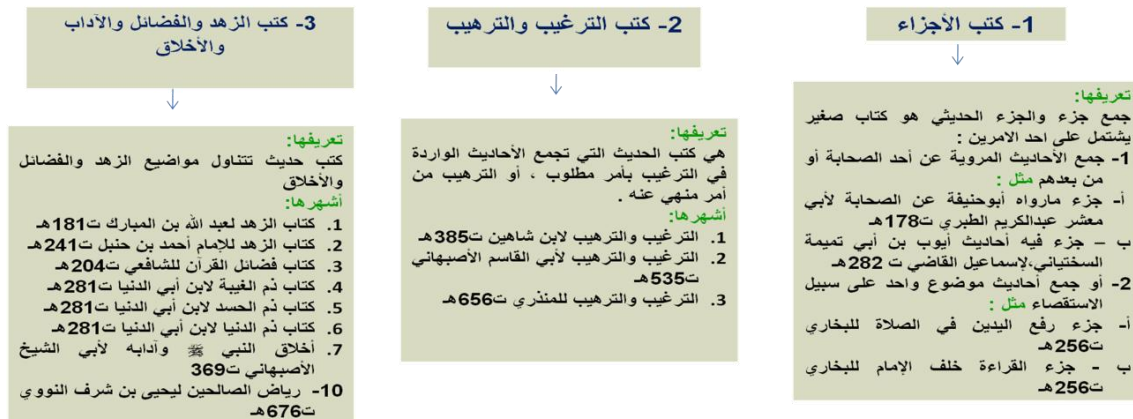 1- كتب الأجزاء
تعريفها:
جمع جزء والجزء الحديثي هو كتاب صغير
يشتمل على احد الامرين :
1- جمع الأحاديث المروية عن أحد الصحابة أو
من بعدهم مثل :
أ- جزء مارواه أبوحنيفة عن الصحابة لأبي
معشر عبدالكريم الطبري ت178هـ
ب – جزء فيه أحاديث أيوب بن أبي تميمة
السختياني،لإسماعيل القاضي ت 282هـ
2- أو جمع أحاديث موضوع واحد على سبيل
الاستقصاء مثل :
أ- جزء رفع اليدين في الصلاة للبخاري
ت256هـ
ب - جزء القراءة خلف الإمام للبخاري
ت256هـ
2- كتب الترغيب والترهيب
تعريفها:
هي كتب الحديث التي تجمع الأحاديث الواردة
في الترغيب بأمر مطلوب ، أو الترهيب من
أمر منهي عنه .
أشهرها:
1. الترغيب والترهيب لابن شاهين ت385هـ
2. الترغيب والترهيب لأبي القاسم الأصبهاني
ت535هـ
3. الترغيب والترهيب للمنذري ت656هـ
3- كتب الزهد والفضائل والآداب
والأخلاق
تعريفها:
كتب حديث تتناول مواضيع الزهد والفضائل
والأخلاق
أشهرها:
1. كتاب الزهد لعبد الله بن المبارك ت181هـ
2. كتاب الزهد للإمام أحمد بن حنبل ت241هـ
3. كتاب فضائل القرآن للشافعي ت204هـ
4. كتاب ذم الغيبة لابن أبي الدنيا ت281هـ
5. كتاب ذم الحسد لابن أبي الدنيا ت281هـ
6. كتاب ذم الدنيا لابن أبي الدنيا ت281هـ
7. أخلاق النبي ﷺ وآدابه لأبي الشيخ
الأصبهاني ت369
10- رياض الصالحين ليحيى بن شرف النووي
ت676هـ